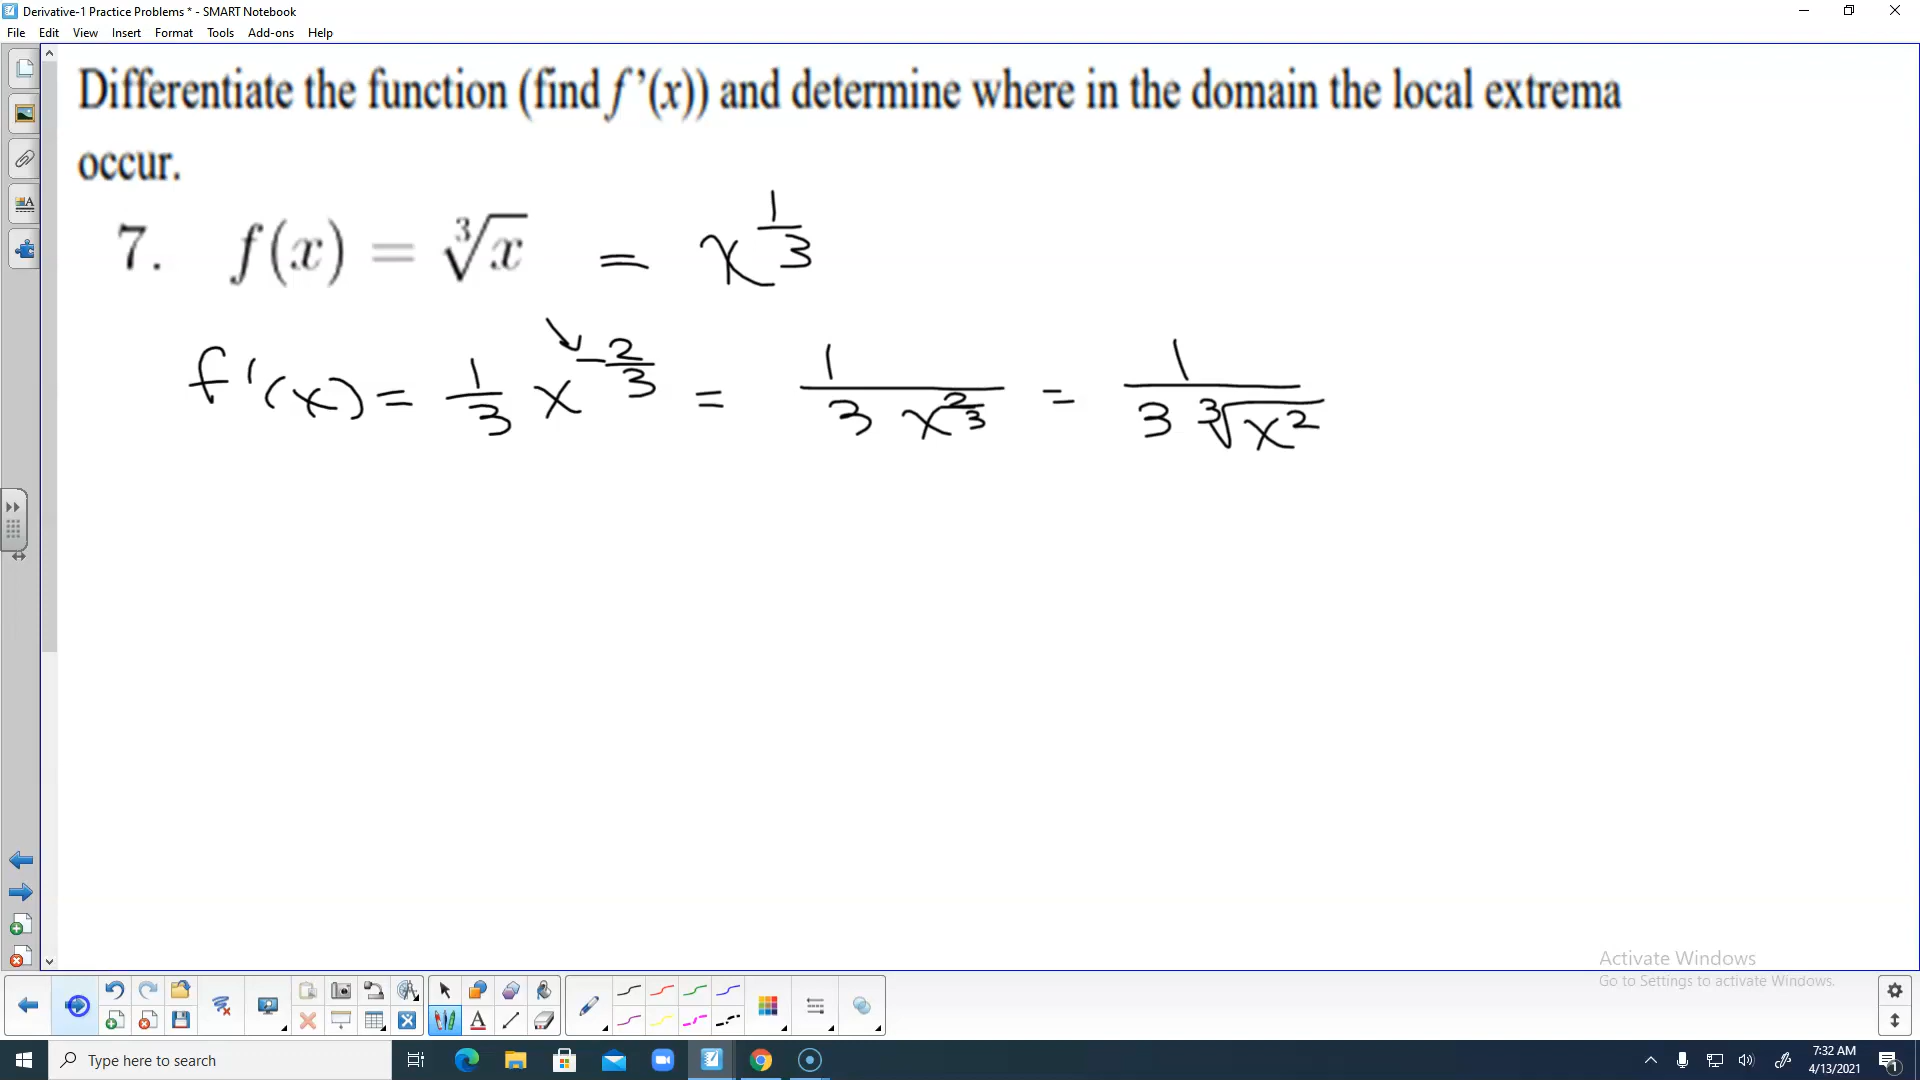 Derivative-1 Practice Problems * - SMART Notebook
File Edit View Insert Format Tools Add-ons Help
Differentiate the function (find f ’(x)) and determine where in the domain the local extrema
occur.
7. f(x) = ∛x = x^(1/3)
f'(x) = 1/3 x^(-2/3) = 1/(3 x^(2/3)) = 1/(3 ∛(x²))
Activate Windows
Go to Settings to activate Windows.
Type here to search
7:32 AM
4/13/2021
1